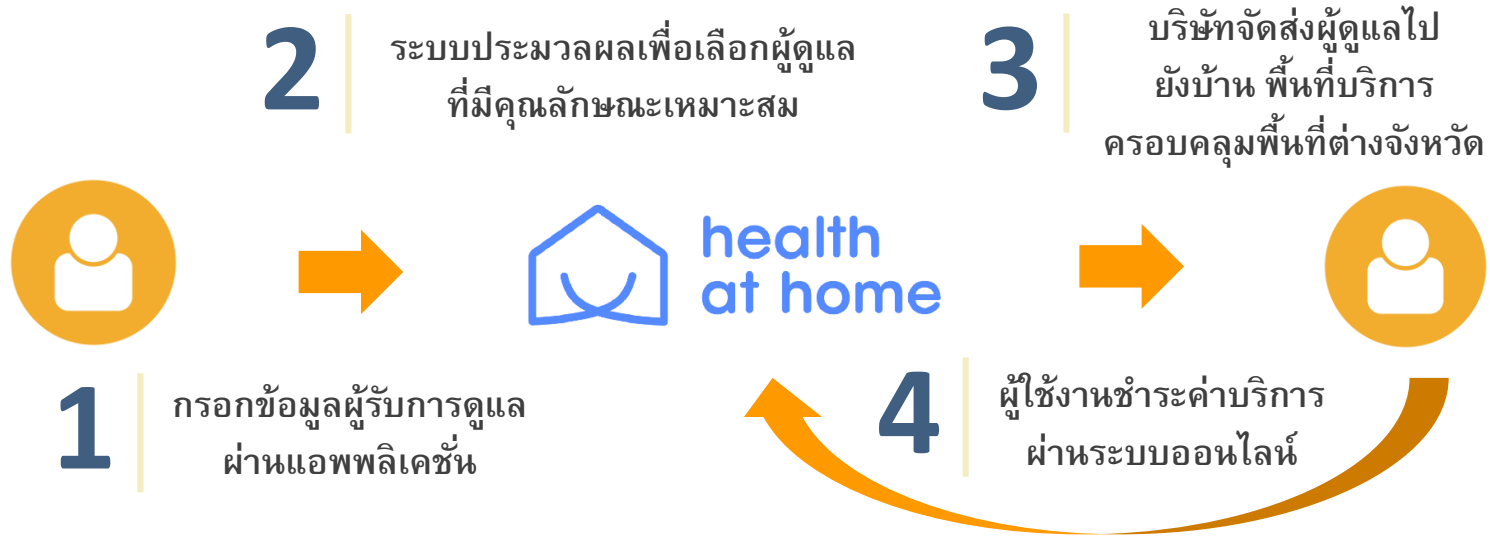 2
ระบบประมวลผลเพื่อเลือกผู้ดูแล
ที่มีคุณลักษณะเหมาะสม
3
บริษัทจัดส่งผู้ดูแลไป
ยังบ้าน พื้นที่บริการ
ครอบคลุมพื้นที่ต่างจังหวัด
health
at home
1
กรอกข้อมูลผู้รับการดูแล
ผ่านแอพพลิเคชั่น
4
ผู้ใช้งานชำระค่าบริการ
ผ่านระบบออนไลน์